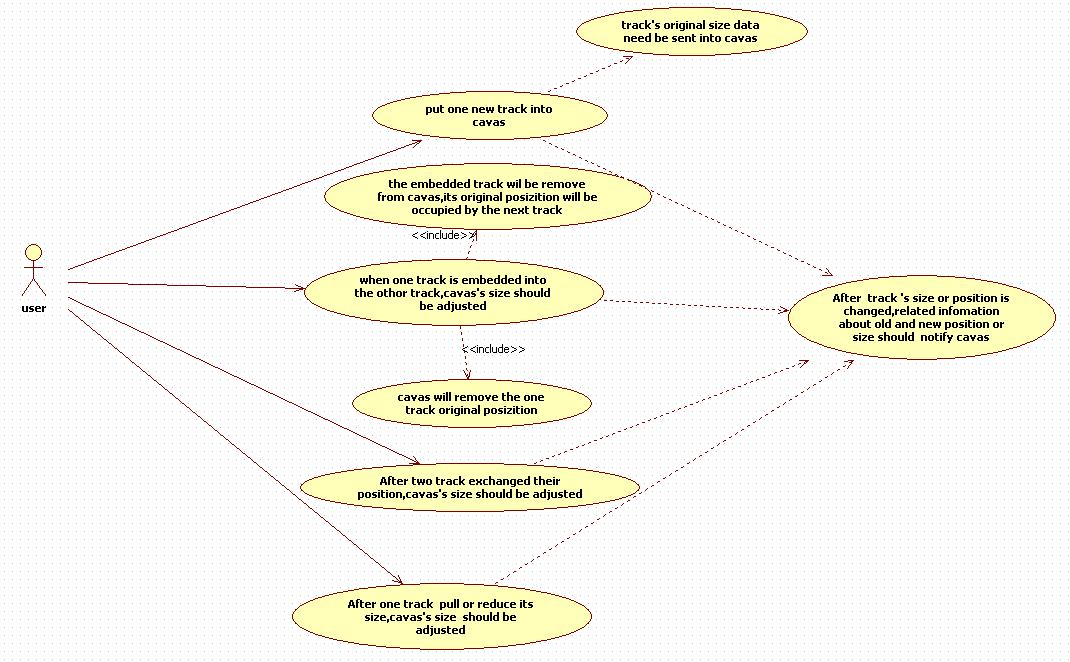 track's original size data
need be sent into cavas
put one new track into
cavas
the embedded track wil be remove
from cavas,its original posizition will be
occupied by the next track
<<include>>
when one track is embedded into
the othor track,cavas's size should
be adjusted
user
After  track 's size or position is
changed,related infomation
about old and new position or
size should  notify cavas
<<include>>
cavas will remove the one
track original posizition
After two track exchanged their
position,cavas's size should be adjusted
After one track  pull or reduce its
size,cavas's size  should be
adjusted